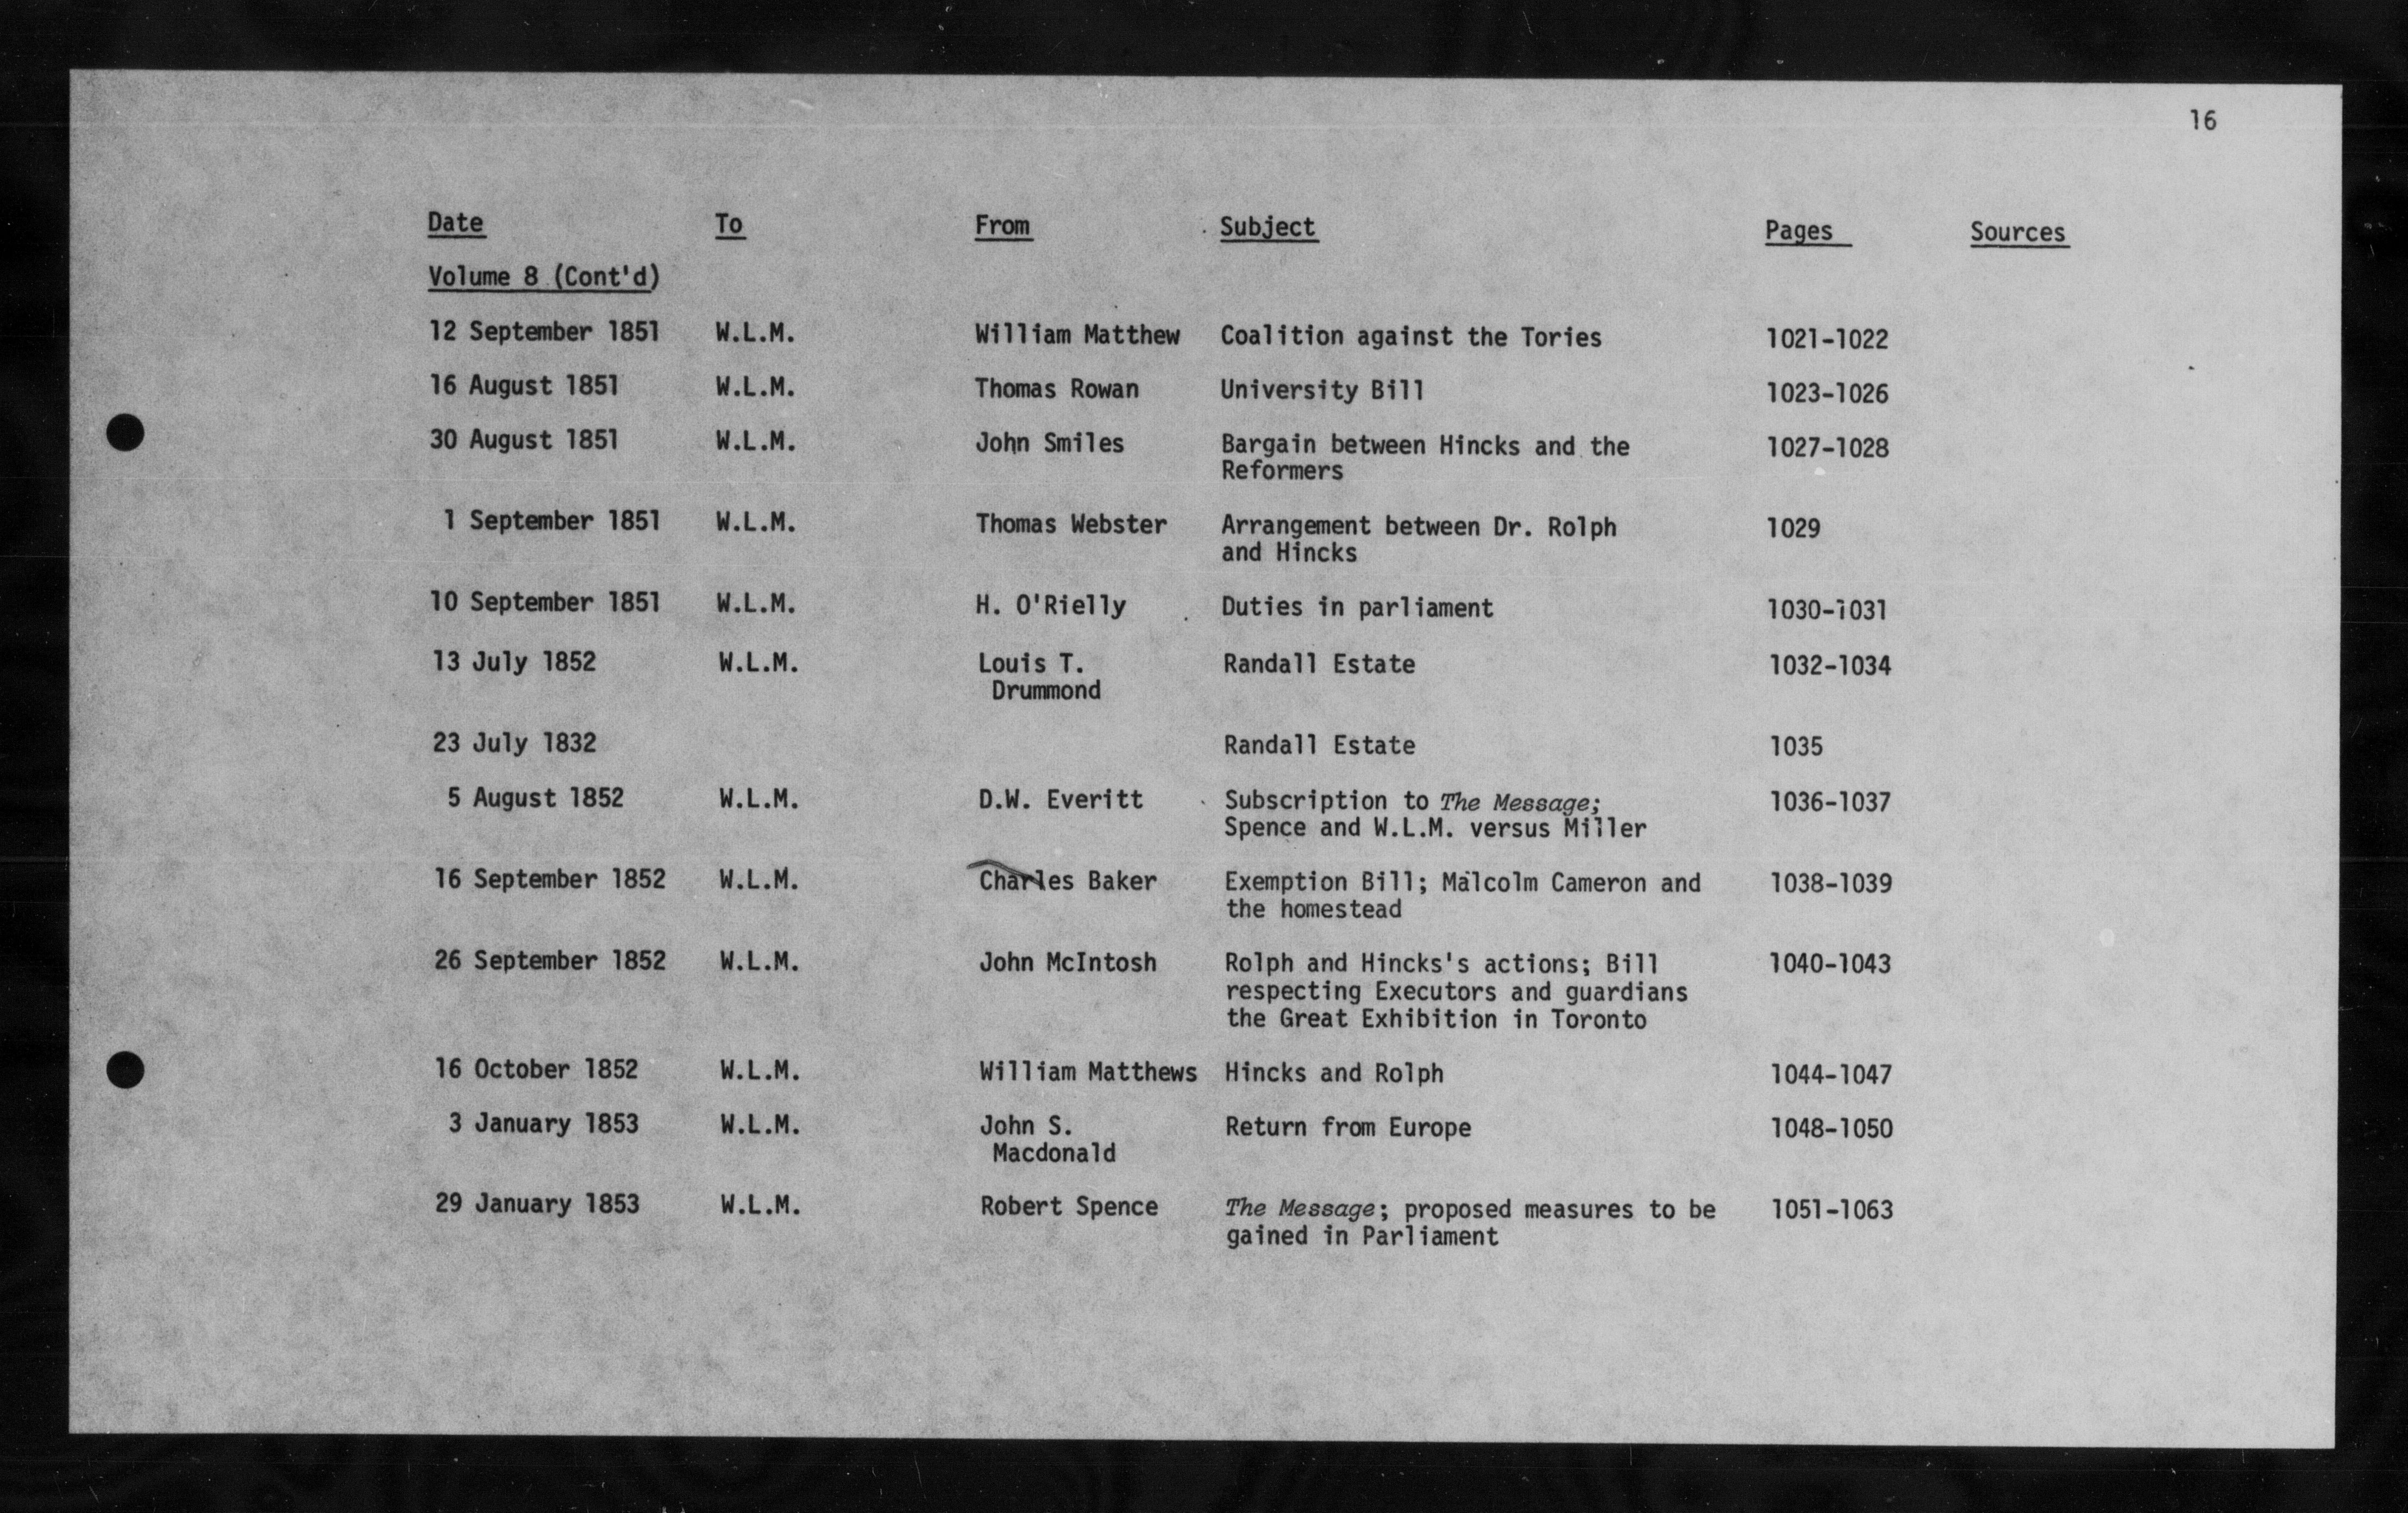 16
Date To From Subject Pages Sources
Volume 8 (Cont'd)
12 September 1851 W.L.M. William Matthew Coalition against the Tories 1021-1022
16 August 1851 W.L.M. Thomas Rowan University Bill 1023-1026
30 August 1851 W.L.M. John Smiles Bargain between Hincks and the 1027-1028
Reformers
1 September 1851 W.L.M. Thomas Webster Arrangement between Dr. Rolph 1029
and Hincks
10 September 1851 W.L.M. H. O'Rielly Duties in parliament 1030-1031
13 July 1852 W.L.M. Louis T. Randall Estate 1032-1034
Drummond
23 July 1832 Randall Estate 1035
5 August 1852 W.L.M. D.W. Everitt Subscription to The Message; 1036-1037
Spence and W.L.M. versus Miller
16 September 1852 W.L.M. Charles Baker Exemption Bill; Malcolm Cameron and 1038-1039
the homestead
26 September 1852 W.L.M. John McIntosh Rolph and Hincks's actions; Bill 1040-1043
respecting Executors and guardians
the Great Exhibition in Toronto
16 October 1852 W.L.M. William Matthews Hincks and Rolph 1044-1047
3 January 1853 W.L.M. John S. Return from Europe 1048-1050
Macdonald
29 January 1853 W.L.M. Robert Spence The Message; proposed measures to be 1051-1063
gained in Parliament